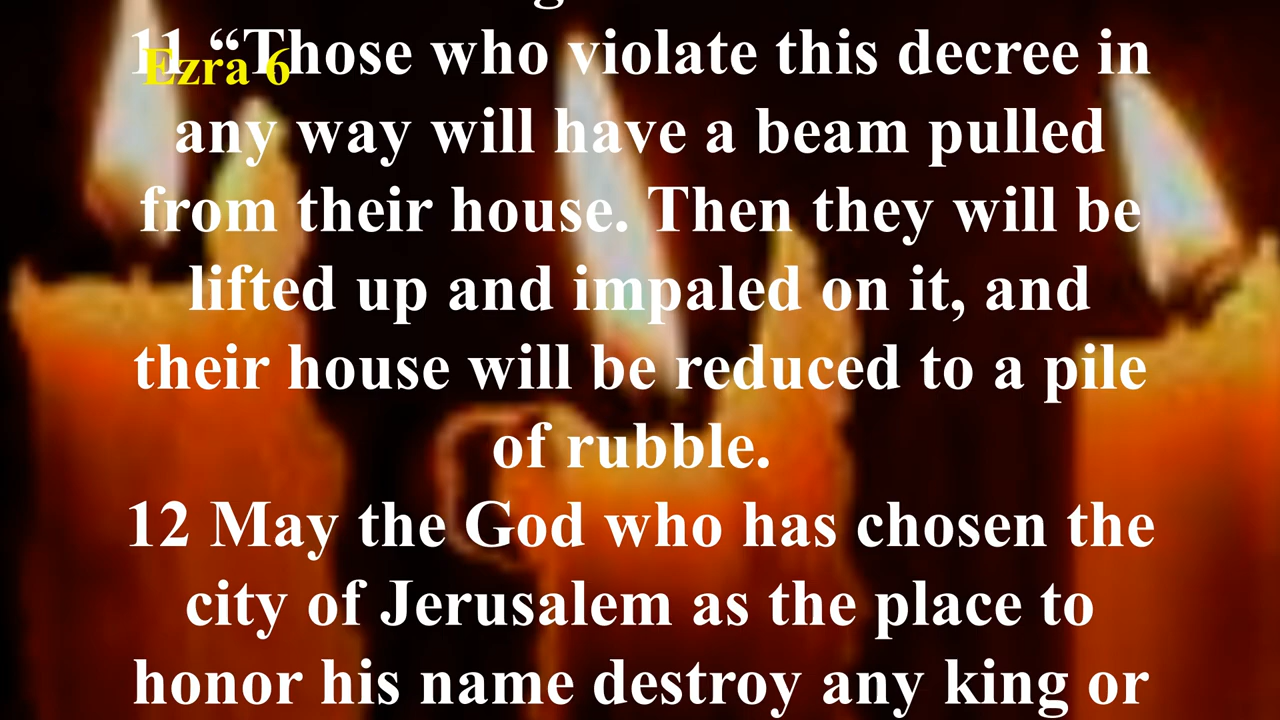 11 “Those who violate this decree in
Ezra 6
any way will have a beam pulled
from their house. Then they will be
lifted up and impaled on it, and
their house will be reduced to a pile
of rubble.
12 May the God who has chosen the
city of Jerusalem as the place to
honor his name destroy any king or